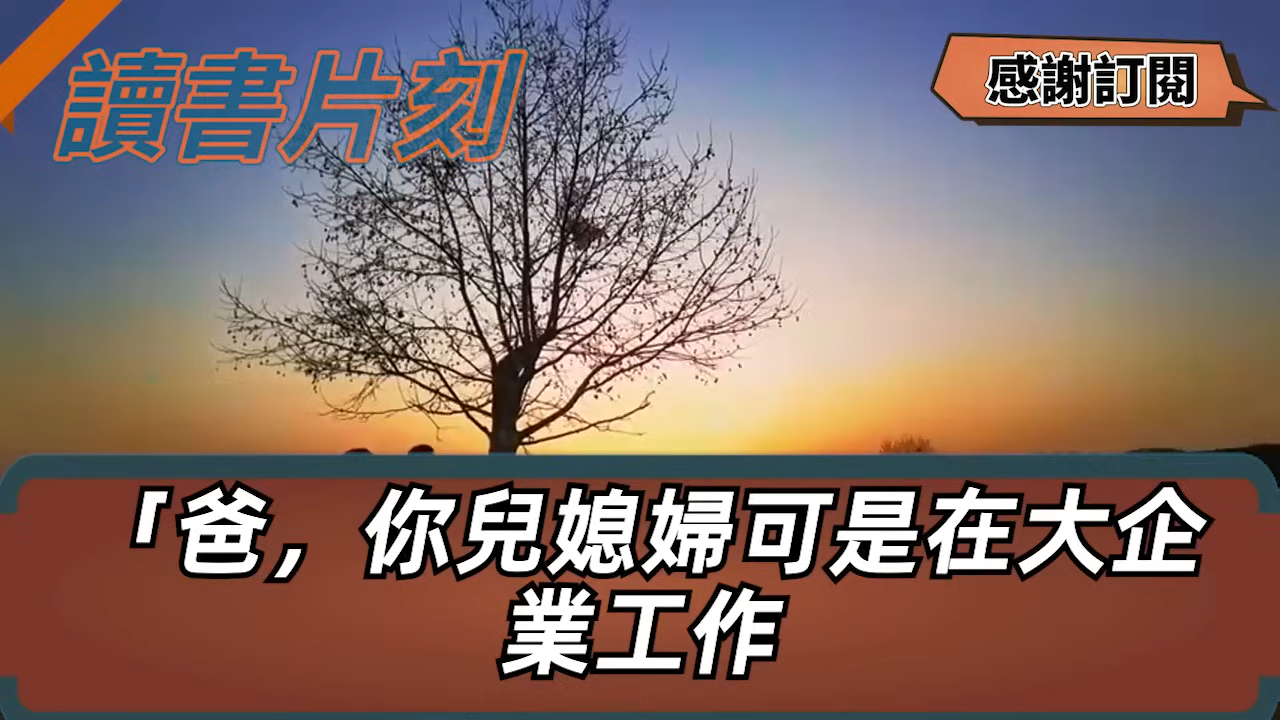 讀書片刻
感謝訂閱
「爸，你兒媳婦可是在大企
業工作